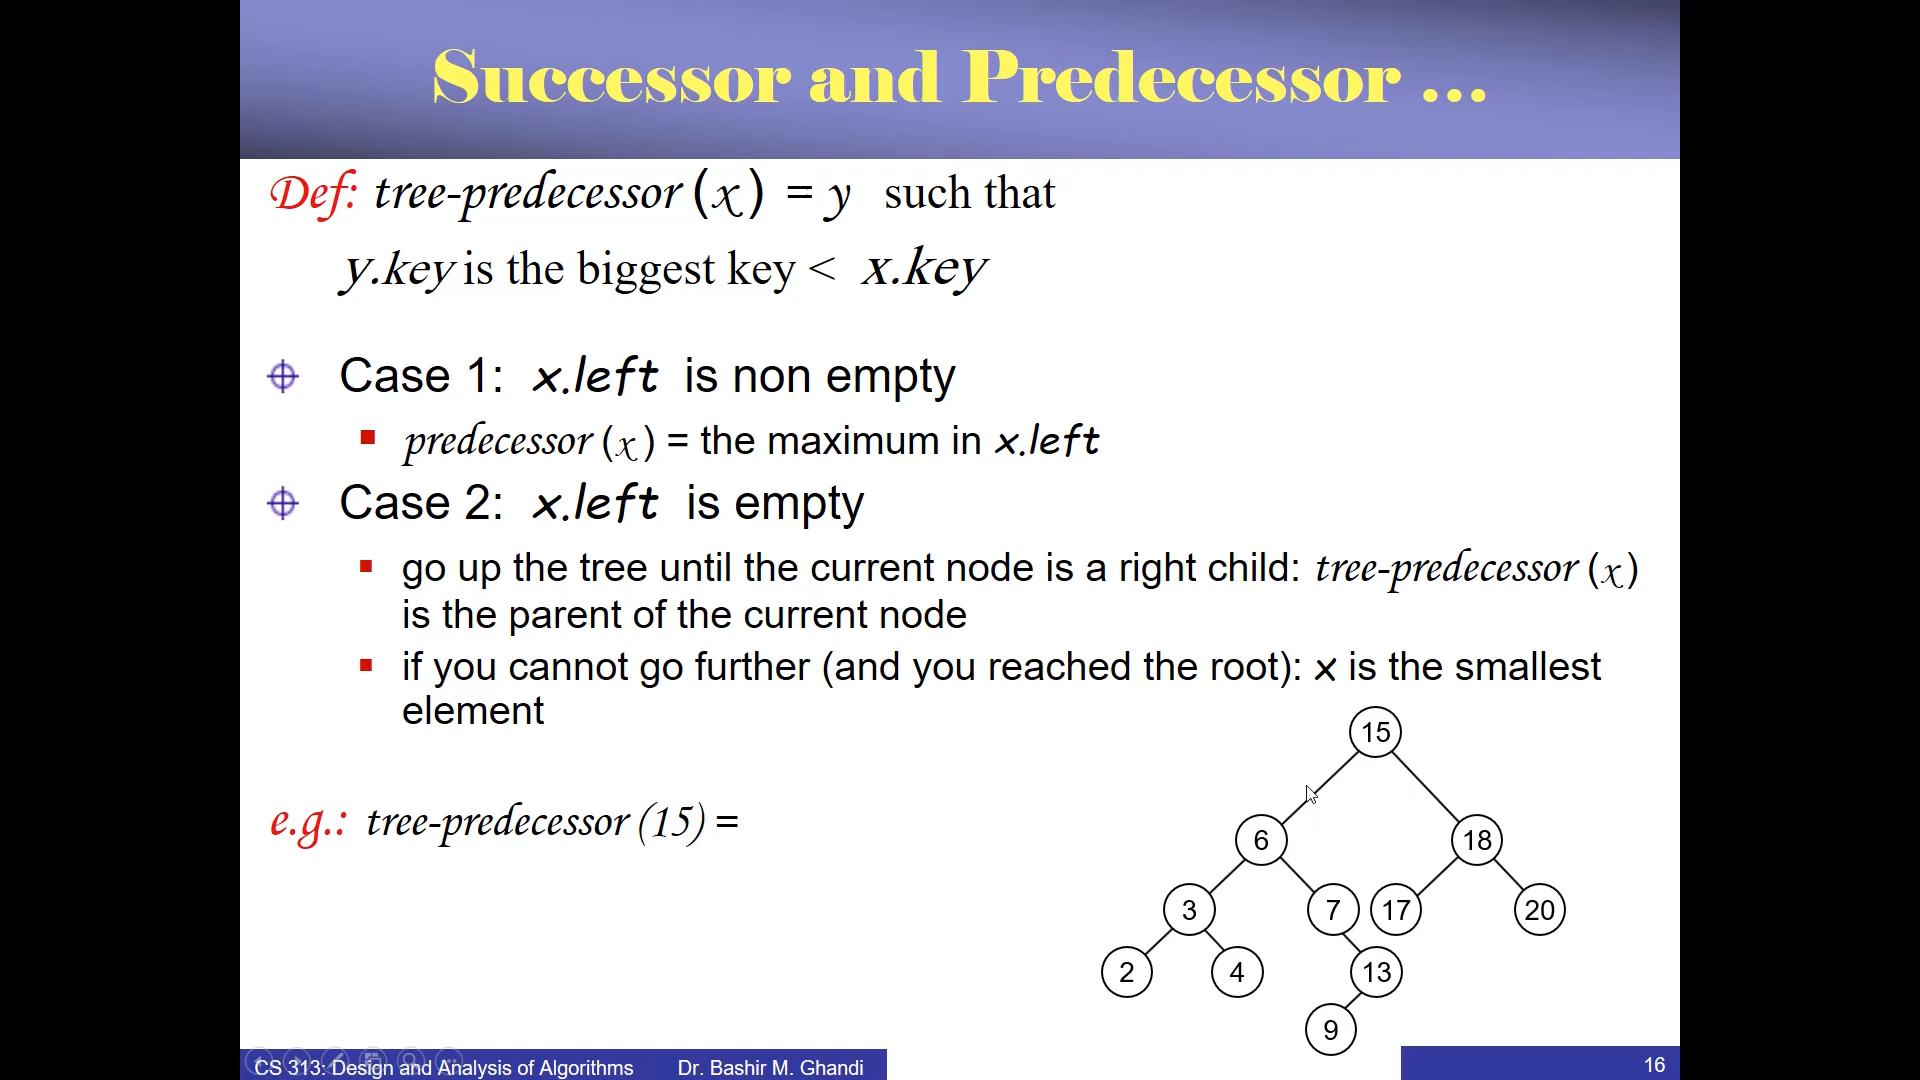 Successor and Predecessor ...
Def: tree-predecessor (x) = y such that
y.key is the biggest key < x.key
Case 1: x.left is non empty
predecessor (x) = the maximum in x.left
Case 2: x.left is empty
go up the tree until the current node is a right child: tree-predecessor (x)
is the parent of the current node
if you cannot go further (and you reached the root): x is the smallest
element
15
e.g.: tree-predecessor (15) =
6
18
3
7
17
20
2
4
13
9
CS 313: Design and Analysis of Algorithms Dr. Bashir M. Ghandi
16